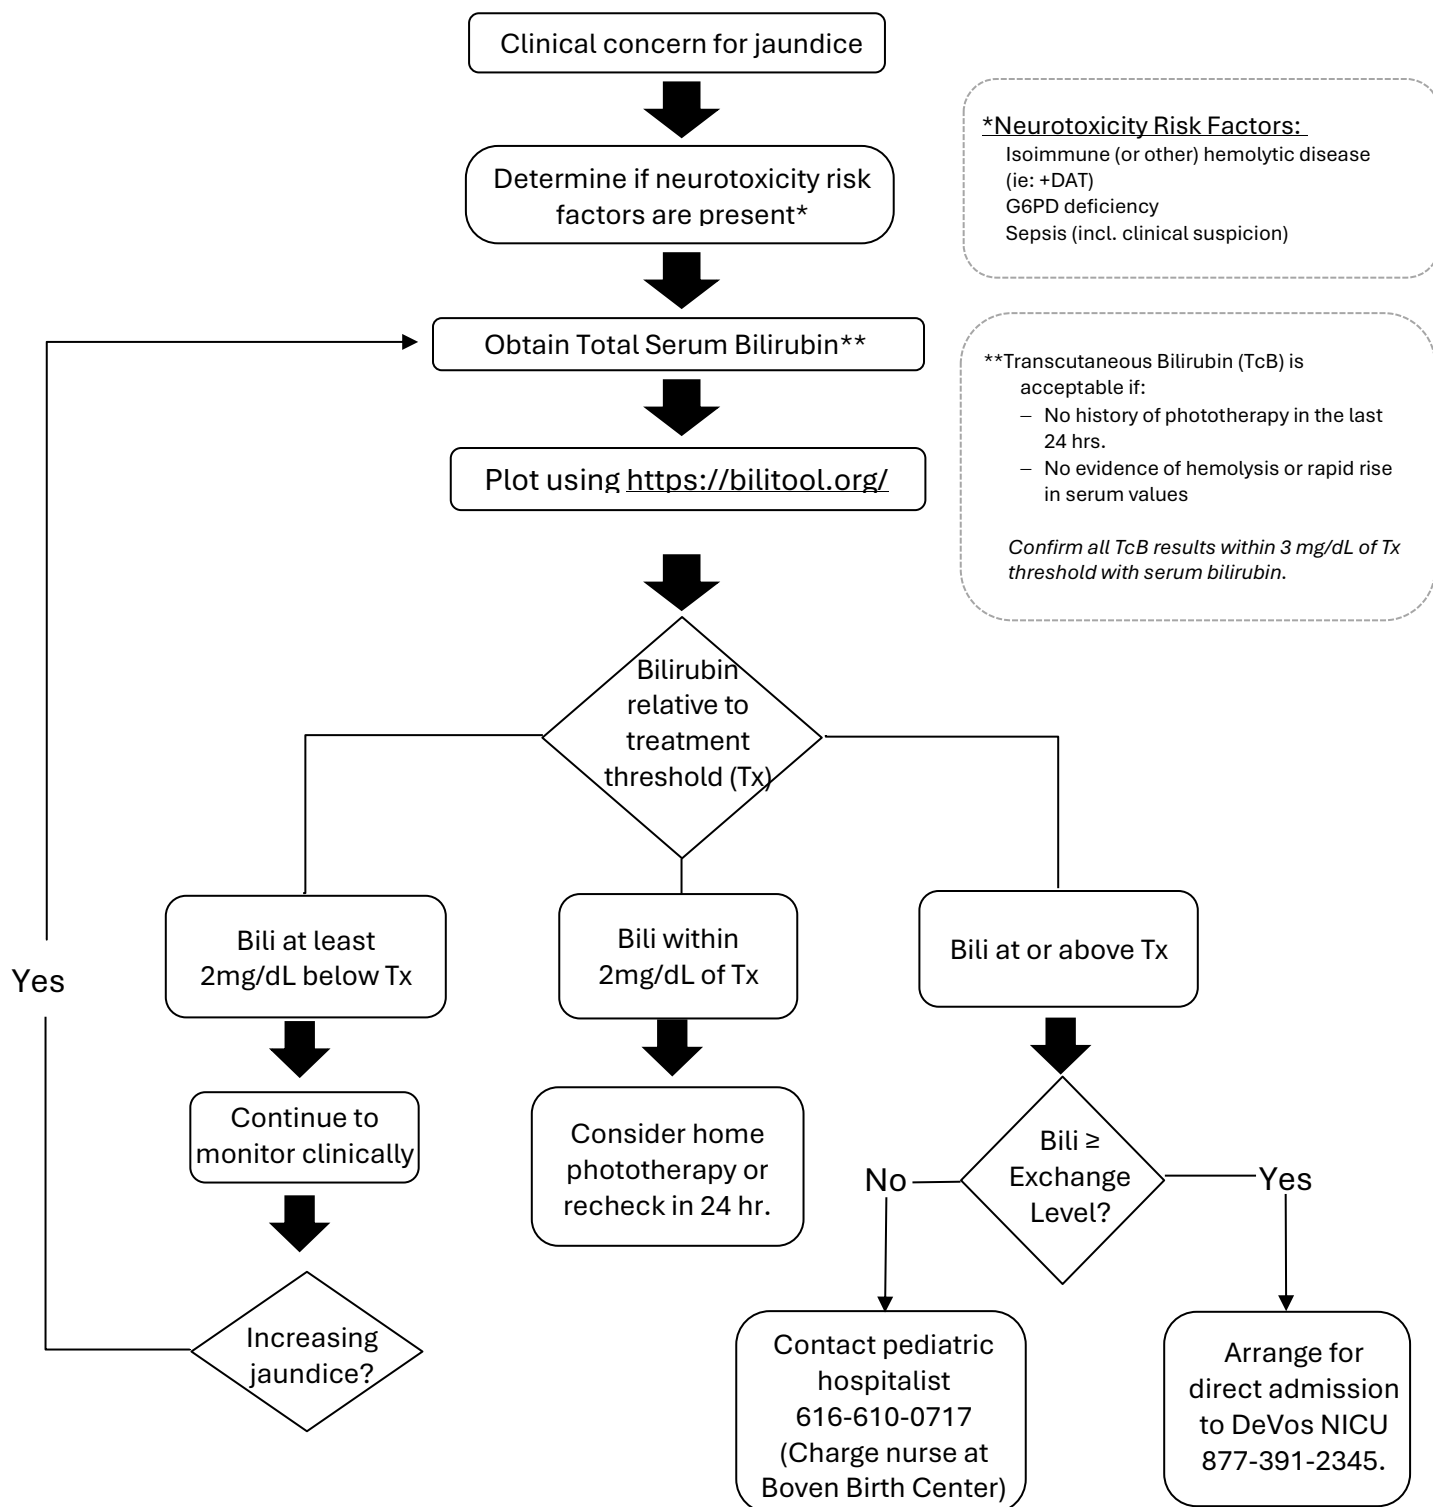 Clinical concern for jaundice
Determine if neurotoxicity risk
factors are present*
*Neurotoxicity Risk Factors:
Isoimmune (or other) hemolytic disease
(ie: +DAT)
G6PD deficiency
Sepsis (incl. clinical suspicion)
Obtain Total Serum Bilirubin**
**Transcutaneous Bilirubin (TcB) is
acceptable if:
– No history of phototherapy in the last
24 hrs.
– No evidence of hemolysis or rapid rise
in serum values
Confirm all TcB results within 3 mg/dL of Tx
threshold with serum bilirubin.
Plot using https://bilitool.org/
Bilirubin
relative to
treatment
threshold (Tx)
Bili at least
2mg/dL below Tx
Bili within
2mg/dL of Tx
Bili at or above Tx
Yes
Continue to
monitor clinically
Consider home
phototherapy or
recheck in 24 hr.
Bili ≥
Exchange
Level?
No
Yes
Increasing
jaundice?
Contact pediatric
hospitalist
616-610-0717
(Charge nurse at
Boven Birth Center)
Arrange for
direct admission
to DeVos NICU
877-391-2345.